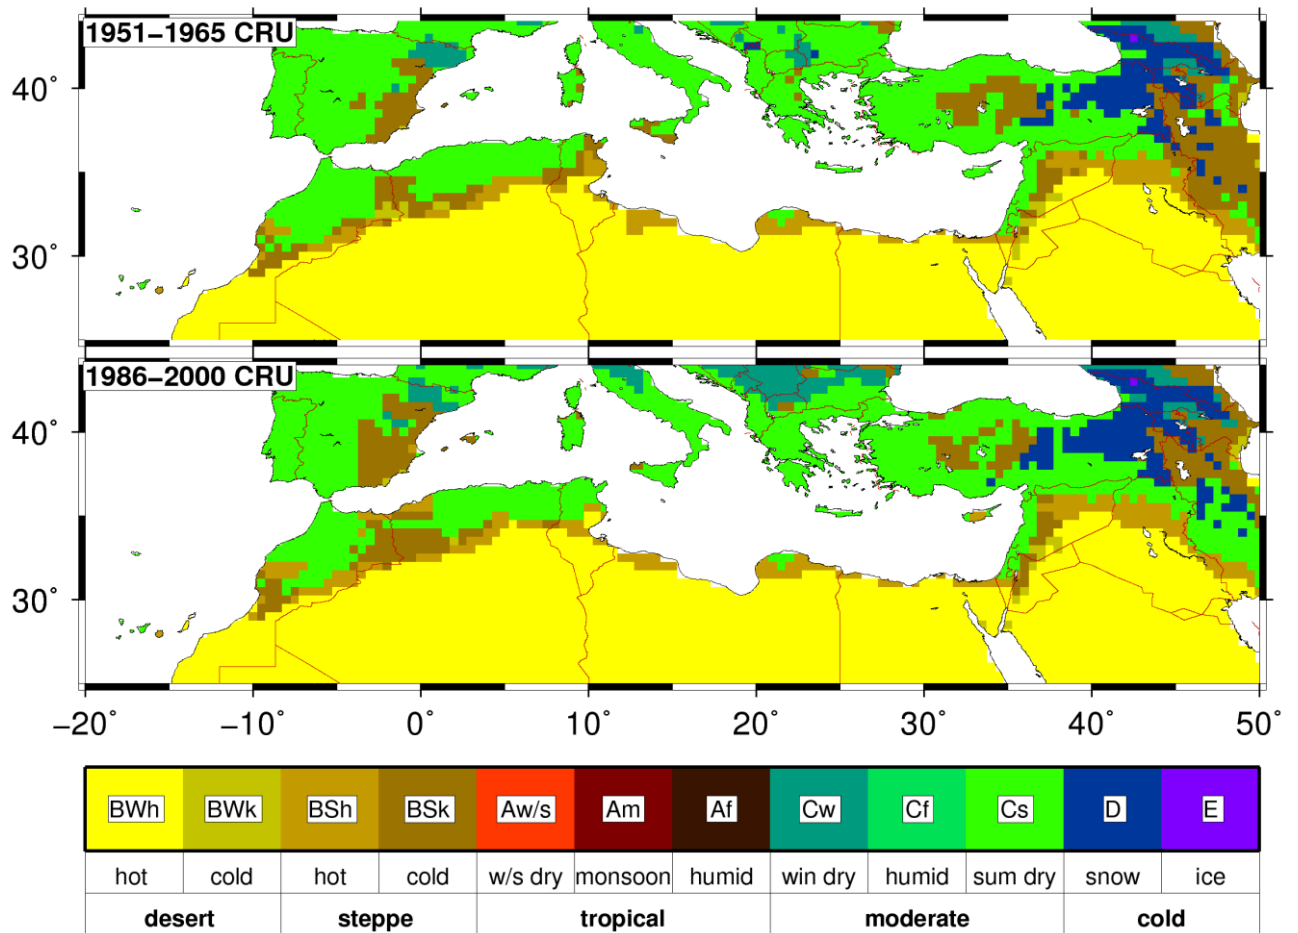 1951−1965 CRU
40˚
30˚
1986−2000 CRU
40˚
30˚
−20˚ −10˚ 0˚ 10˚ 20˚ 30˚ 40˚ 50˚
BWh BWk BSh BSk Aw/s Am Af Cw Cf Cs D E
hot cold hot cold w/s dry monsoon humid win dry humid sum dry snow ice
desert steppe tropical moderate cold